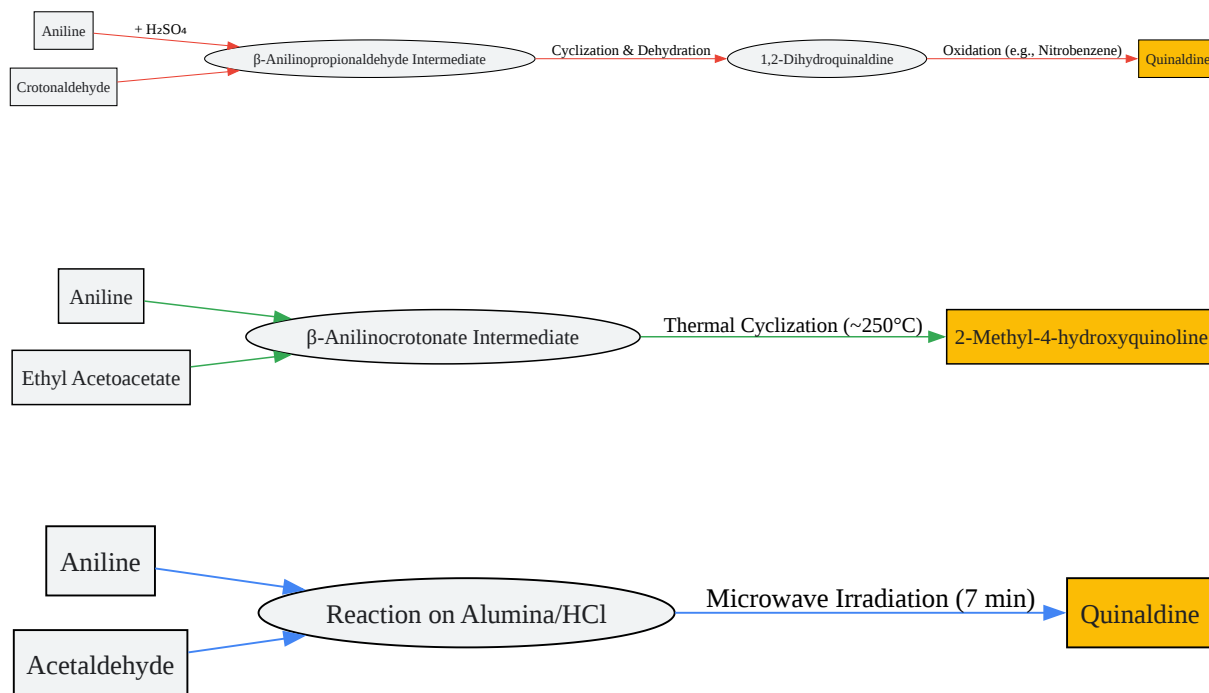 Aniline
+ H₂SO₄
Crotonaldehyde
β-Anilinopropionaldehyde Intermediate
Cyclization & Dehydration
1,2-Dihydroquinaldine
Oxidation (e.g., Nitrobenzene)
Quinaldine
Aniline
Ethyl Acetoacetate
β-Anilinocrotonate Intermediate
Thermal Cyclization (~250°C)
2-Methyl-4-hydroxyquinoline
Aniline
Acetaldehyde
Reaction on Alumina/HCl
Microwave Irradiation (7 min)
Quinaldine